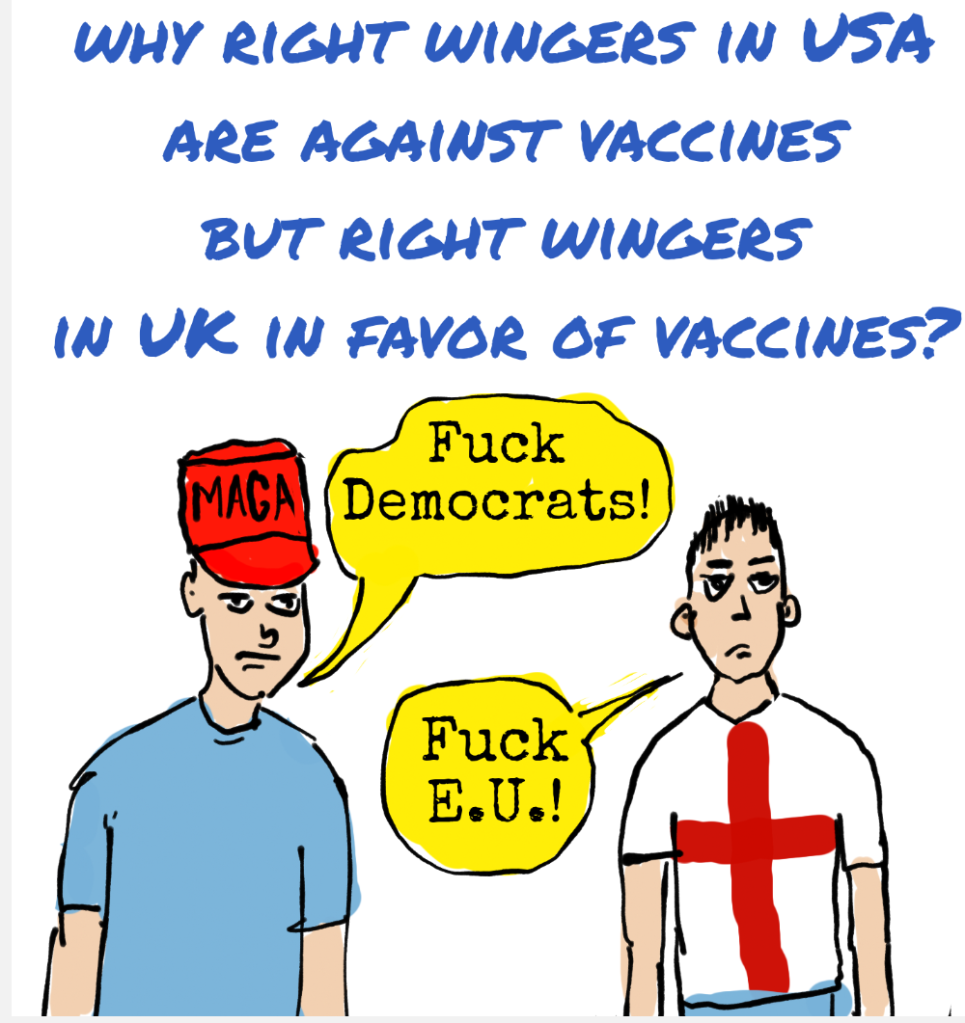 WHY RIGHT WINGERS IN USA
ARE AGAINST VACCINES
BUT RIGHT WINGERS
IN UK IN FAVOR OF VACCINES?
Fuck
Democrats!
MAGA
Fuck
E.U.!